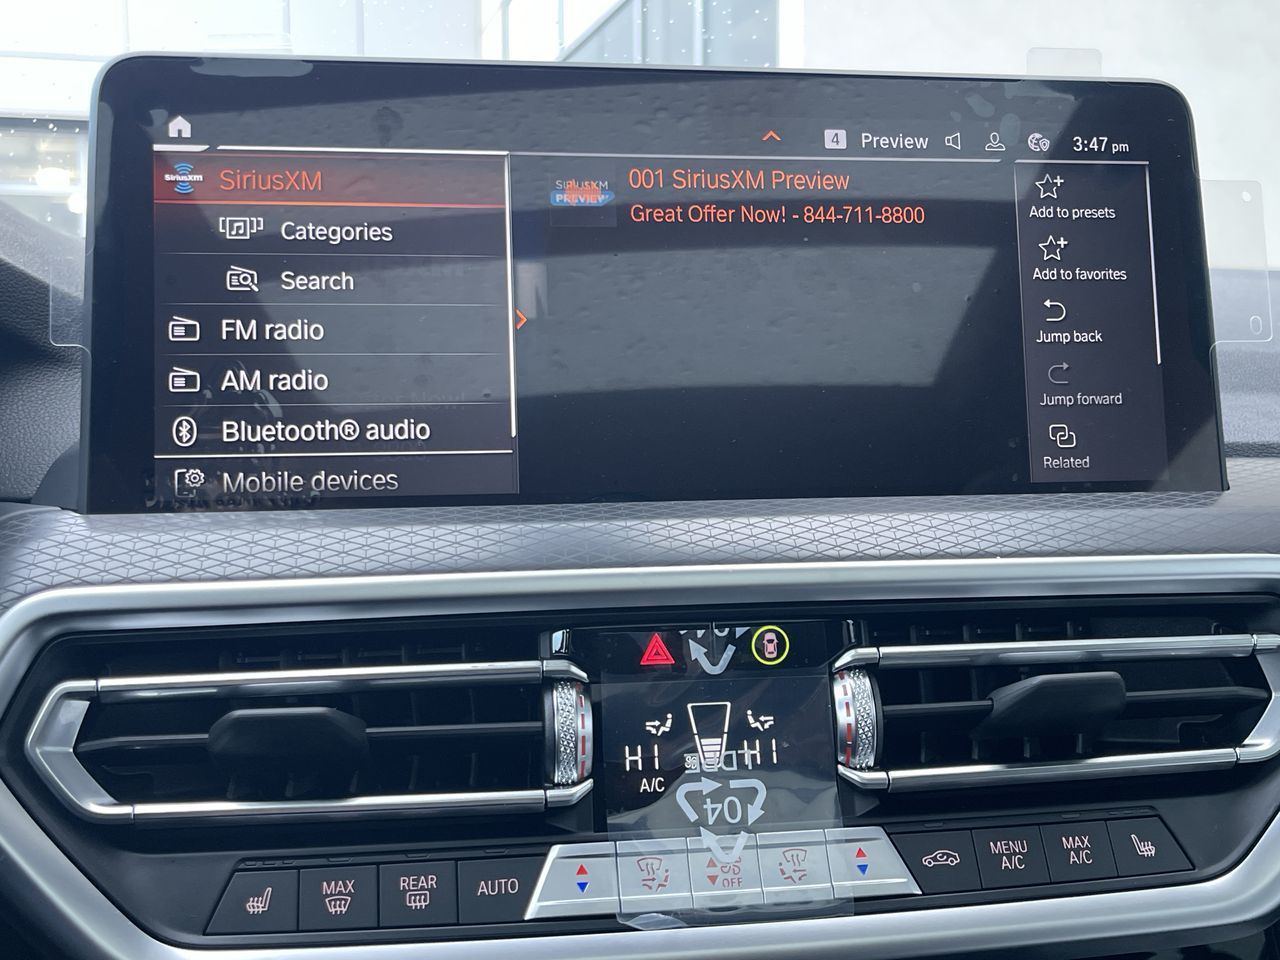 4 Preview 3:47 pm
SiriusXM SiriusXM
Categories
Search
FM radio
AM radio
Bluetooth® audio
Mobile devices
SIRIUSXM
PREVIEW
001 SiriusXM Preview
Great Offer Now! - 844-711-8800
Add to presets
Add to favorites
Jump back
Jump forward
Related
HI HI
A/C
04
MAX
REAR
AUTO
OFF
MENU
A/C
MAX
A/C